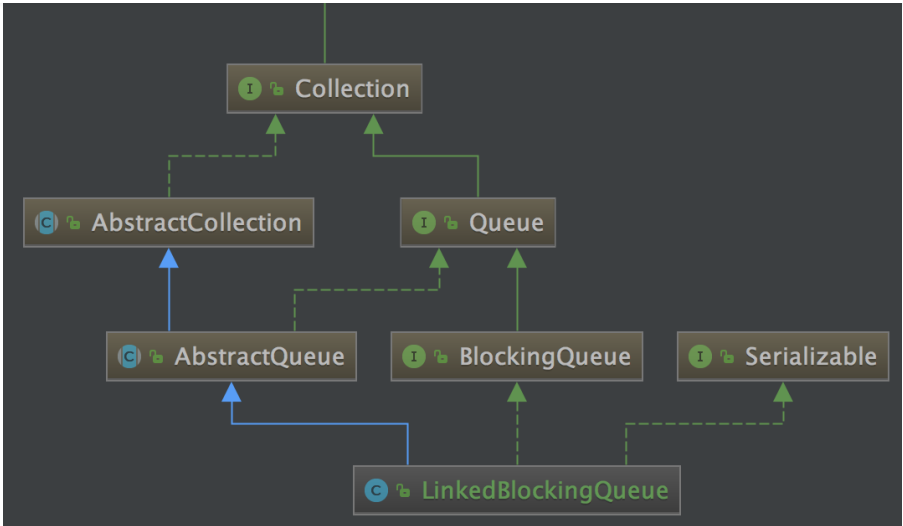 I Collection
C AbstractCollection
I Queue
C AbstractQueue
I BlockingQueue
I Serializable
C LinkedBlockingQueue